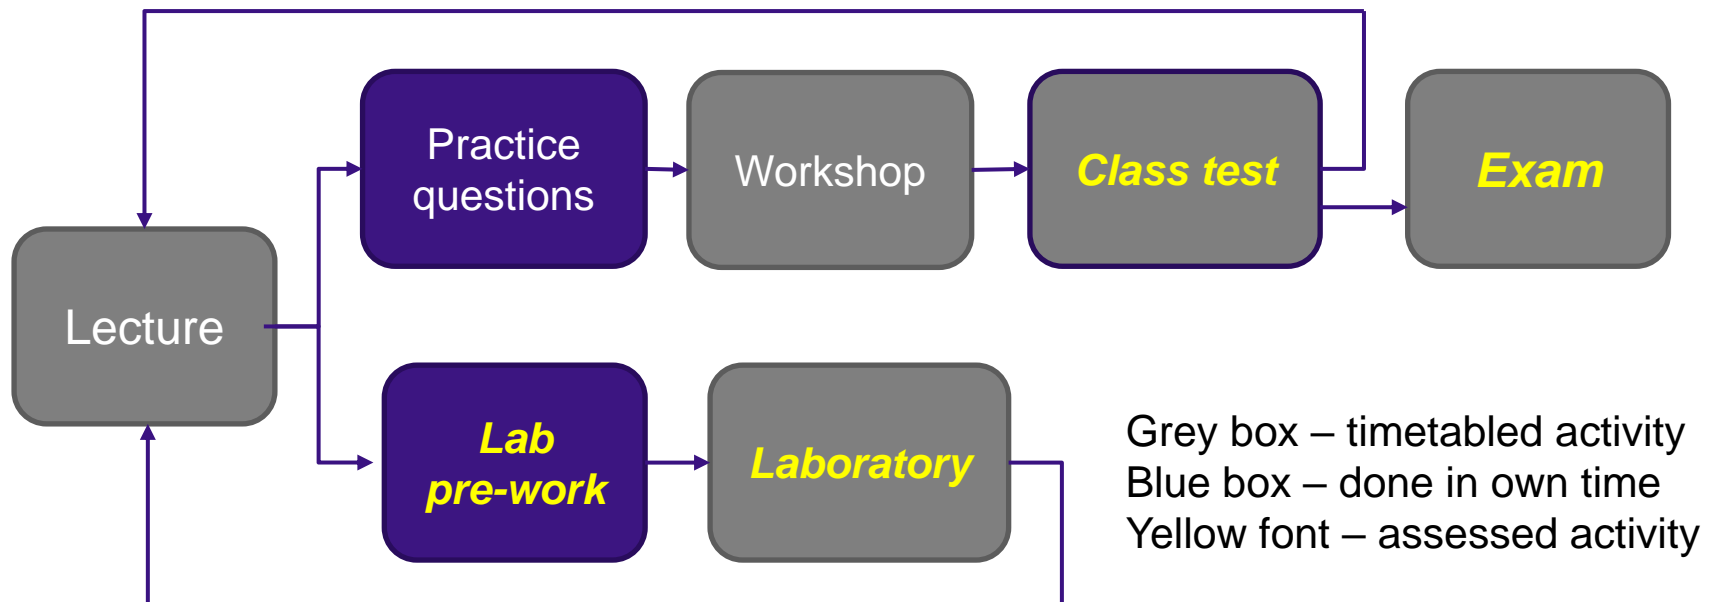 Practice
questions
Workshop
Class test
Exam
Lecture
Lab
pre-work
Laboratory
Grey box – timetabled activity
Blue box – done in own time
Yellow font – assessed activity